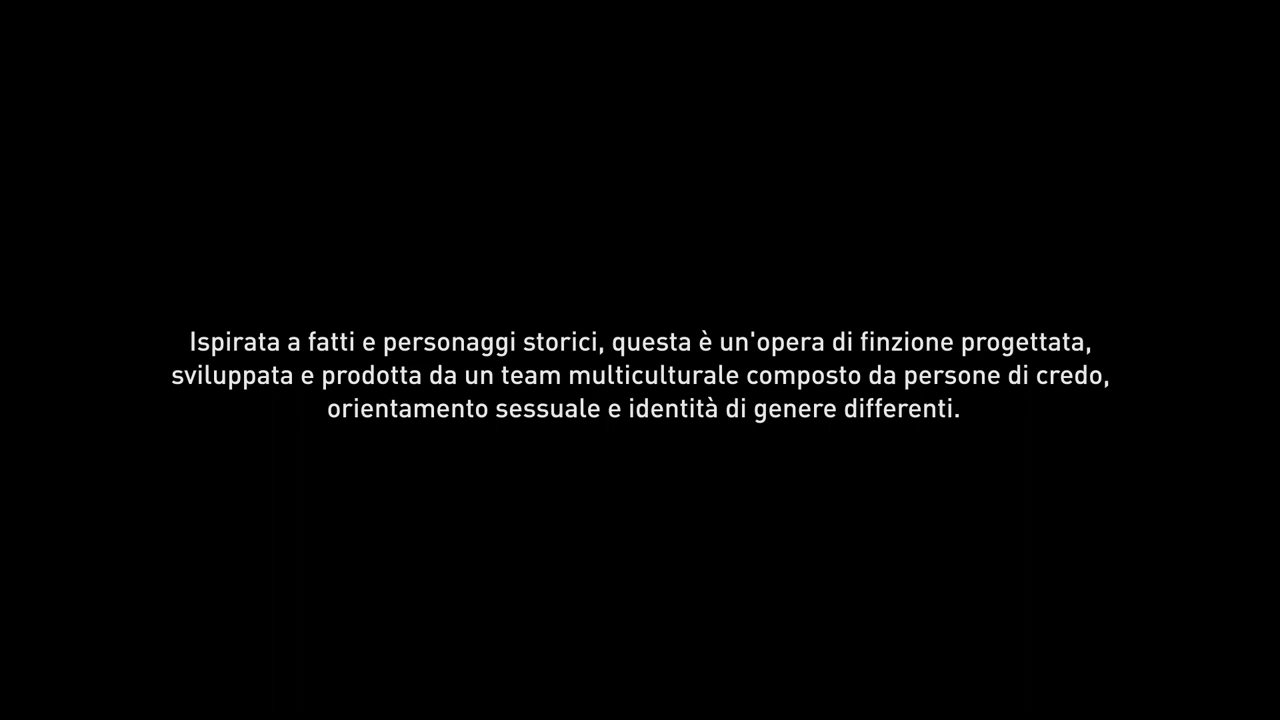 Ispirata a fatti e personaggi storici, questa è un'opera di finzione progettata,
sviluppata e prodotta da un team multiculturale composto da persone di credo,
orientamento sessuale e identità di genere differenti.